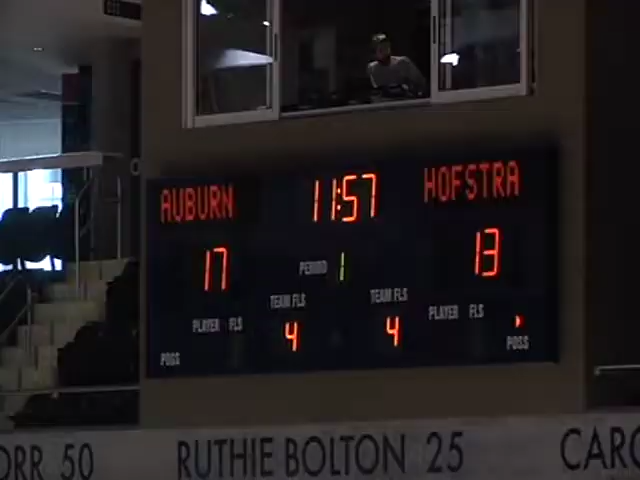 AUBURN 11:57 HOFSTRA
17 PERIOD 1 13
TEAM FLS TEAM FLS
PLAYER FLS 4 4 PLAYER FLS
POSS POSS
ORR 50 RUTHIE BOLTON 25 CARO